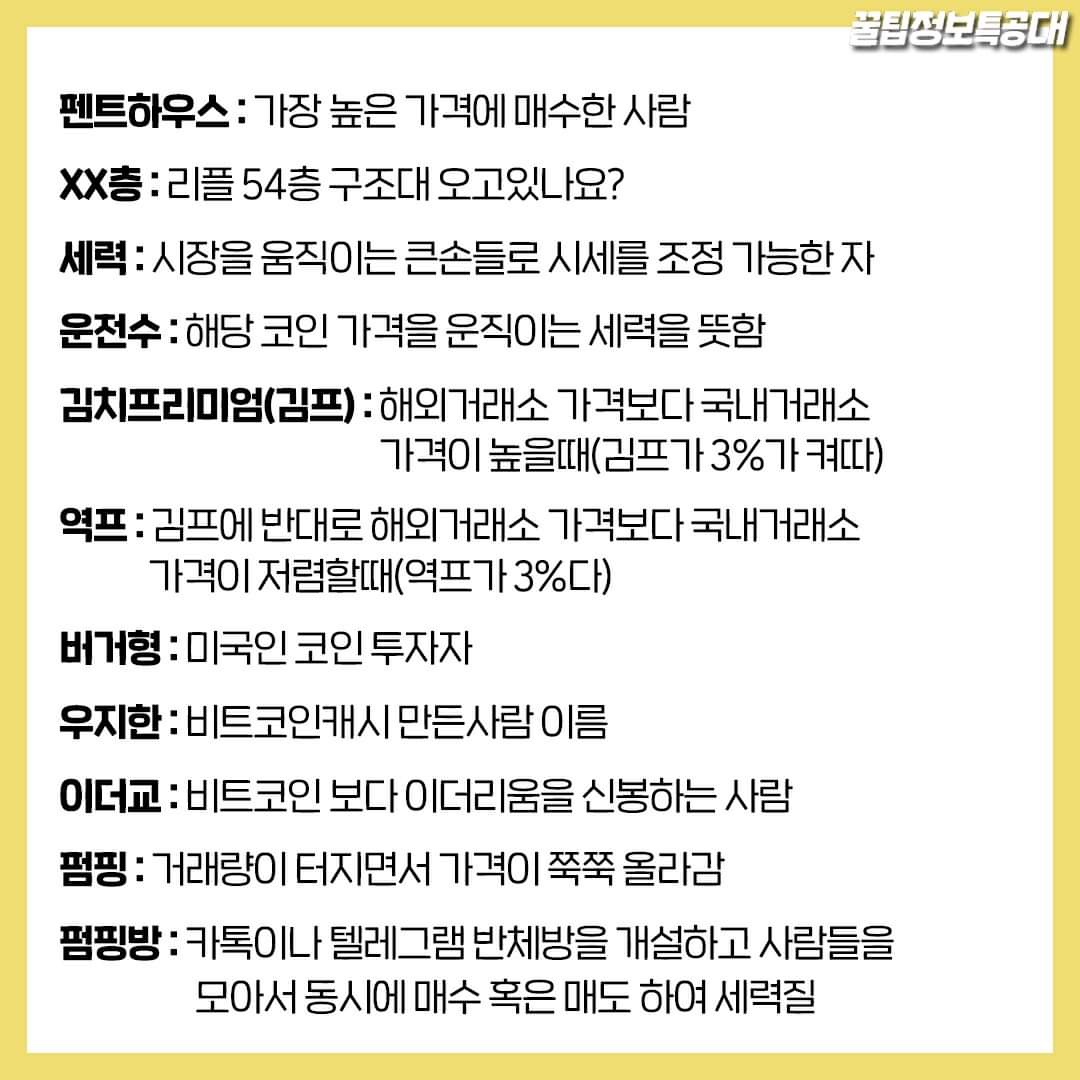 꿀팁정보특공대
펜트하우스 : 가장 높은 가격에 매수한 사람
XX층 : 리플 54층 구조대 오고있나요?
세력 : 시장을 움직이는 큰손들로 시세를 조정 가능한 자
운전수 : 해당 코인 가격을 운직이는 세력을 뜻함
김치프리미엄(김프) : 해외거래소 가격보다 국내거래소
가격이 높을때(김프가 3%가 켜따)
역프 : 김프에 반대로 해외거래소 가격보다 국내거래소
가격이 저렴할때(역프가 3%다)
버거형 : 미국인 코인 투자자
우지한 : 비트코인캐시 만든사람 이름
이더교 : 비트코인 보다 이더리움을 신봉하는 사람
펌핑 : 거래량이 터지면서 가격이 쭉쭉 올라감
펌핑방 : 카톡이나 텔레그램 반체방을 개설하고 사람들을
모아서 동시에 매수 혹은 매도 하여 세력질